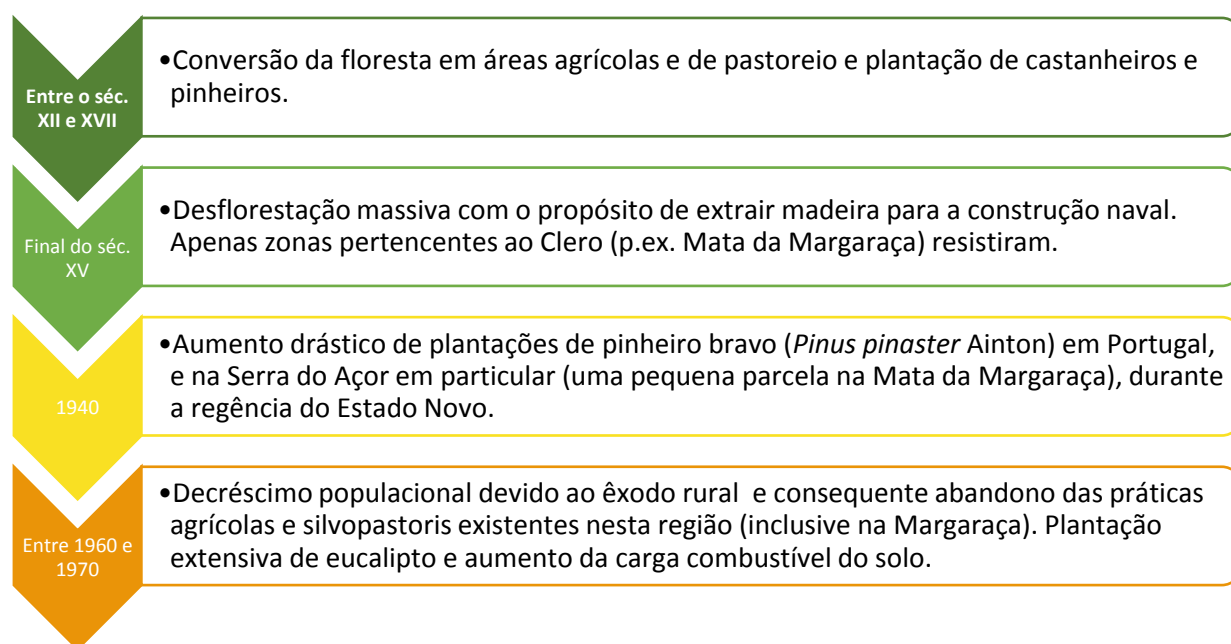 Entre o séc.
XII e XVII
•Conversão da floresta em áreas agrícolas e de pastoreio e plantação de castanheiros e
pinheiros.
Final do séc.
XV
•Desflorestação massiva com o propósito de extrair madeira para a construção naval.
Apenas zonas pertencentes ao Clero (p.ex. Mata da Margaraça) resistiram.
1940
•Aumento drástico de plantações de pinheiro bravo (Pinus pinaster Ainton) em Portugal,
e na Serra do Açor em particular (uma pequena parcela na Mata da Margaraça), durante
a regência do Estado Novo.
Entre 1960 e
1970
•Decréscimo populacional devido ao êxodo rural e consequente abandono das práticas
agrícolas e silvopastoris existentes nesta região (inclusive na Margaraça). Plantação
extensiva de eucalipto e aumento da carga combustível do solo.